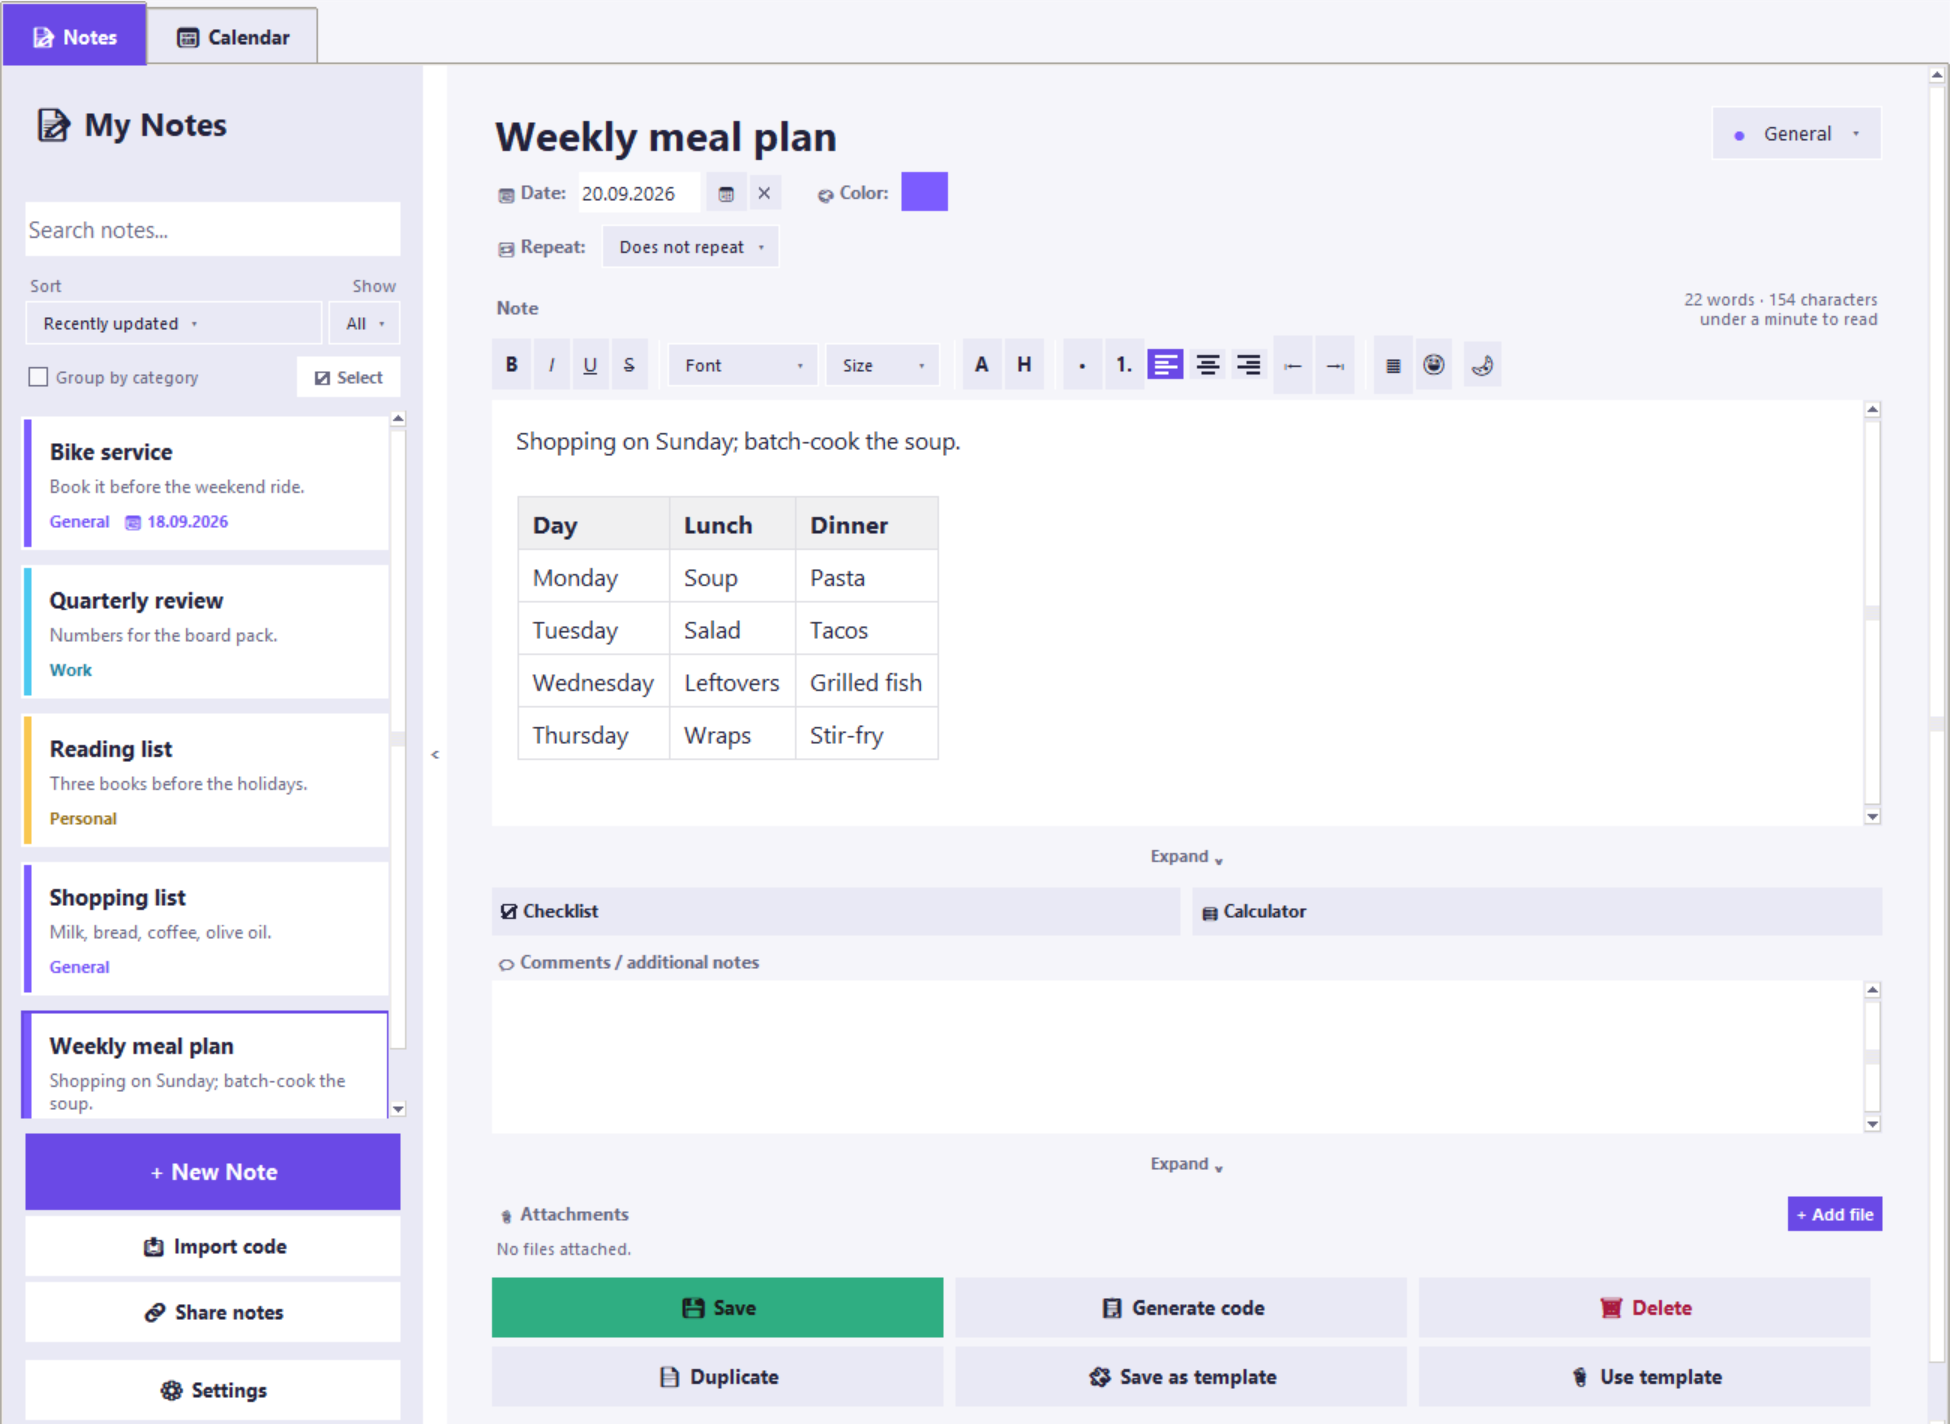 Notes
Calendar
My Notes
Search notes...
Sort
Show
Recently updated
All
Group by category
Select
Bike service
Book it before the weekend ride.
General 18.09.2026
Quarterly review
Numbers for the board pack.
Work
Reading list
Three books before the holidays.
Personal
Shopping list
Milk, bread, coffee, olive oil.
General
Weekly meal plan
Shopping on Sunday; batch-cook the
soup.
+ New Note
Import code
Share notes
Settings
<
Weekly meal plan
General
Date: 20.09.2026
Color:
Repeat: Does not repeat
Note
22 words · 154 characters
under a minute to read
B I U S Font Size A H • 1.
Shopping on Sunday; batch-cook the soup.
Day Lunch Dinner
Monday Soup Pasta
Tuesday Salad Tacos
Wednesday Leftovers Grilled fish
Thursday Wraps Stir-fry
Expand
Checklist
Calculator
Comments / additional notes
Expand
Attachments
+ Add file
No files attached.
Save
Generate code
Delete
Duplicate
Save as template
Use template